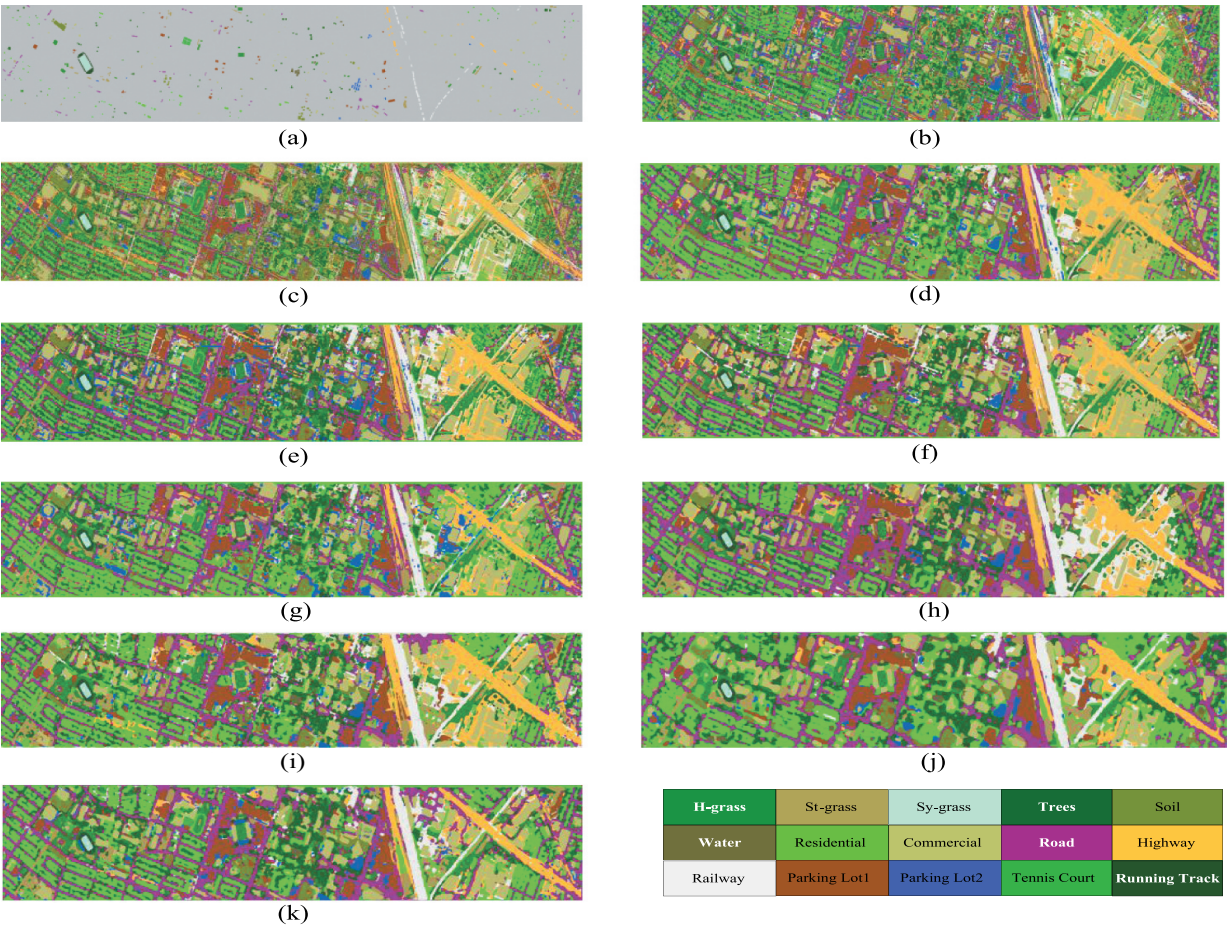 (a)
(b)
(c)
(d)
(e)
(f)
(g)
(h)
(i)
(j)
H-grass St-grass Sy-grass Trees Soil
Water Residential Commercial Road Highway
Railway Parking Lot1 Parking Lot2 Tennis Court Running Track
(k)